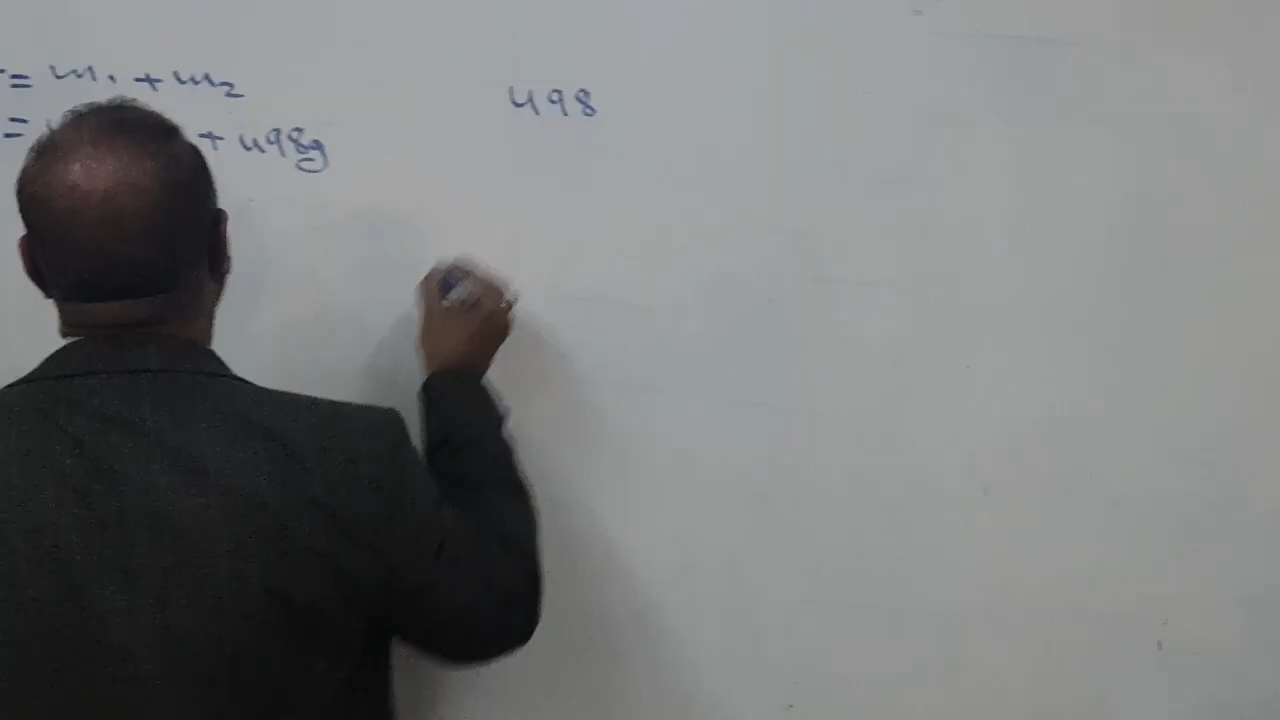 = m₁ + m₂
= + 498g
498